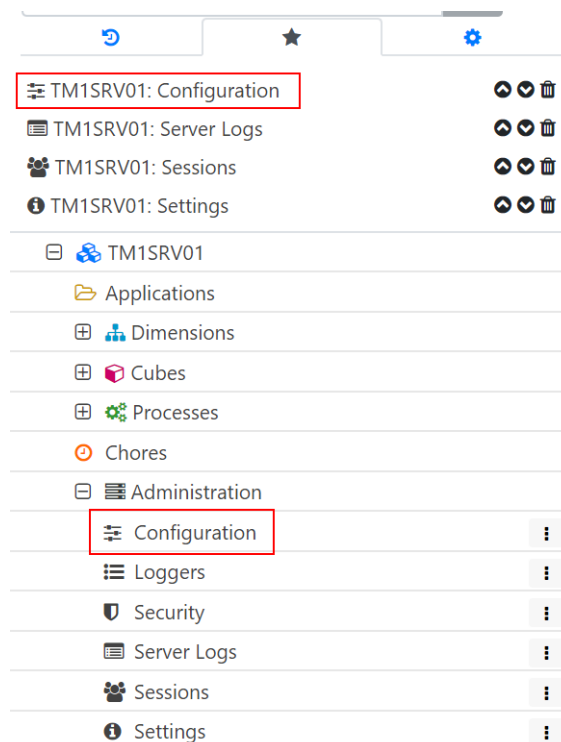 TM1SRV01: Configuration
TM1SRV01: Server Logs
TM1SRV01: Sessions
TM1SRV01: Settings
TM1SRV01
Applications
Dimensions
Cubes
Processes
Chores
Administration
Configuration
Loggers
Security
Server Logs
Sessions
Settings